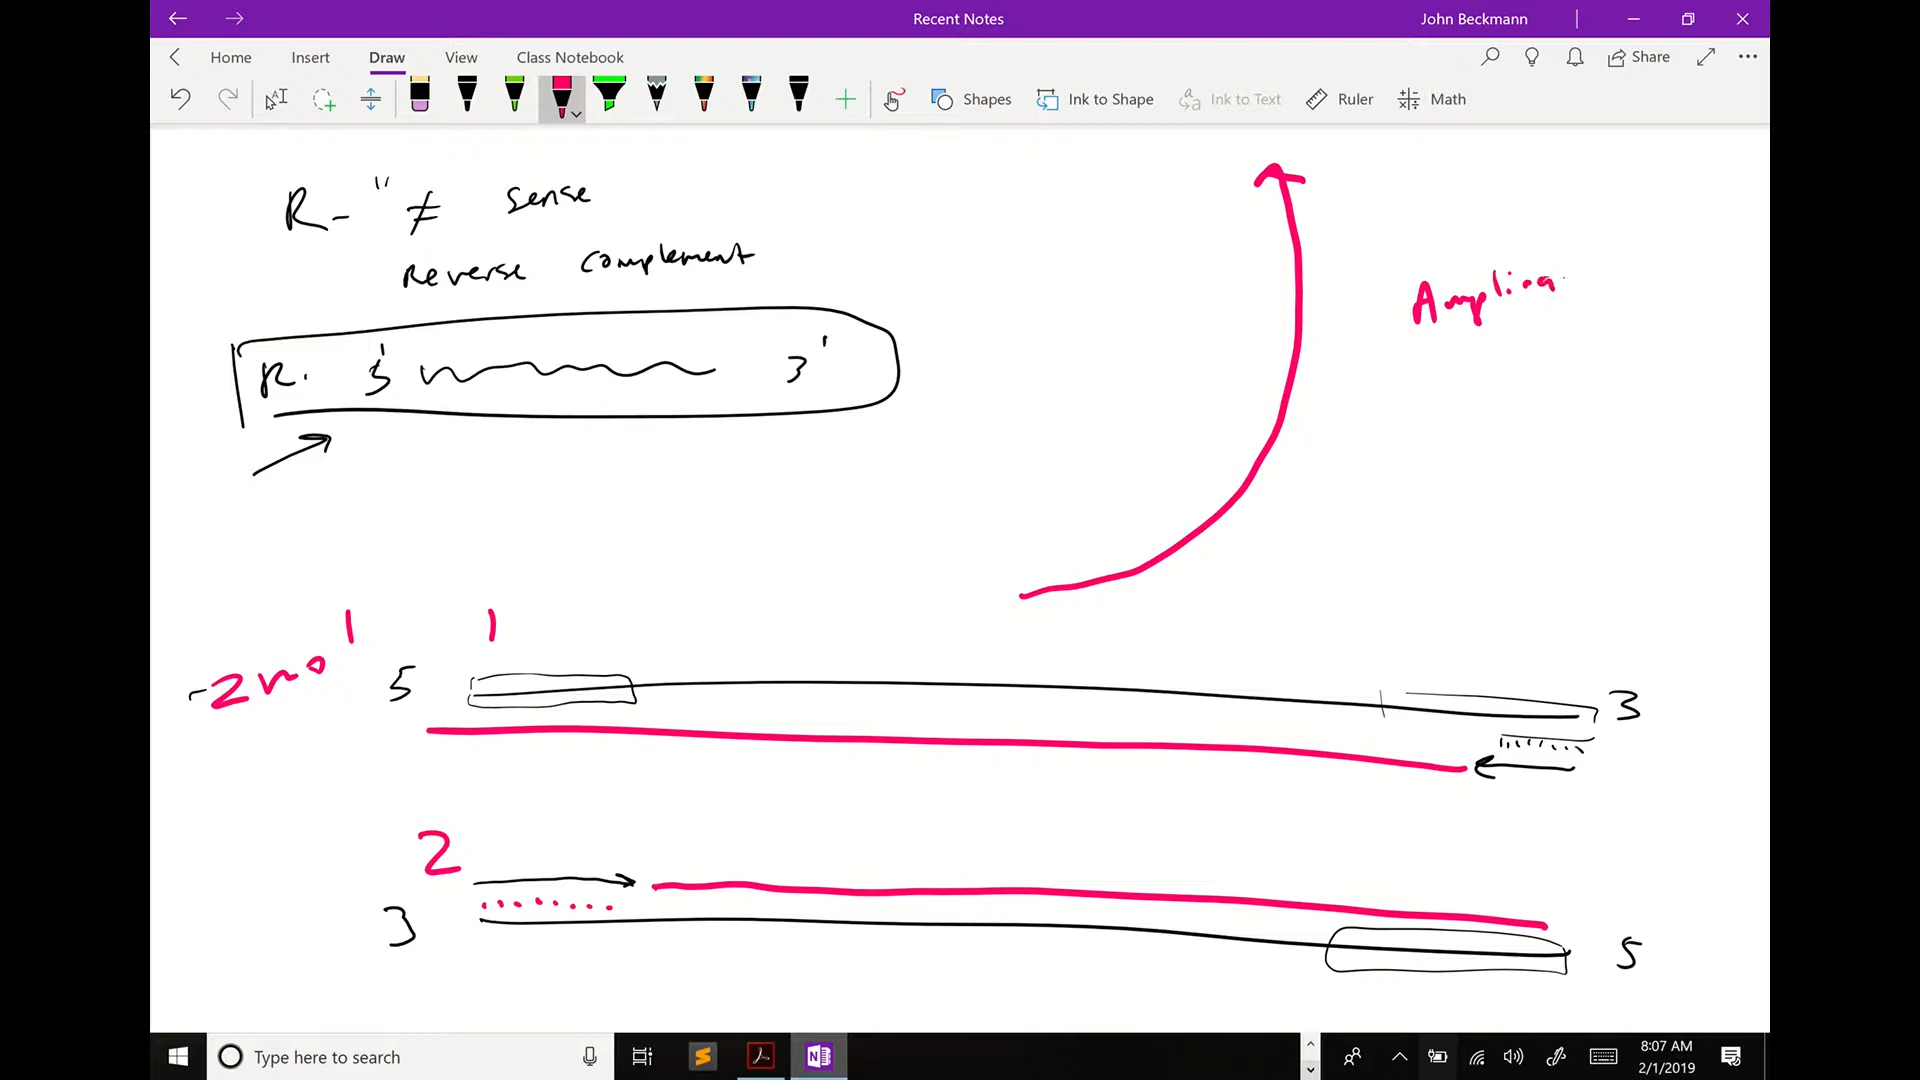 Recent Notes
John Beckmann
Home Insert Draw View Class Notebook
Share
Shapes Ink to Shape Ink to Text Ruler Math
R- " ≠ sense
Reverse complement
R. 5' 3'
1 1
5 3
2
3 5
Type here to search
8:07 AM
2/1/2019